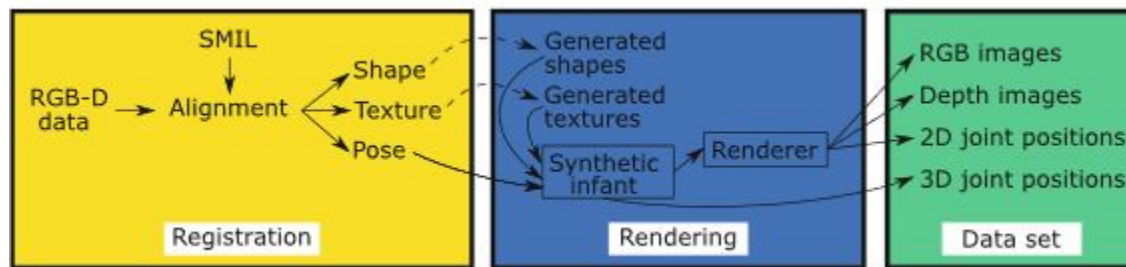 SMIL
RGB-D
data
Alignment
Shape
Texture
Pose
Registration
Generated
shapes
Generated
textures
Synthetic
infant
Renderer
Rendering
RGB images
Depth images
2D joint positions
3D joint positions
Data set